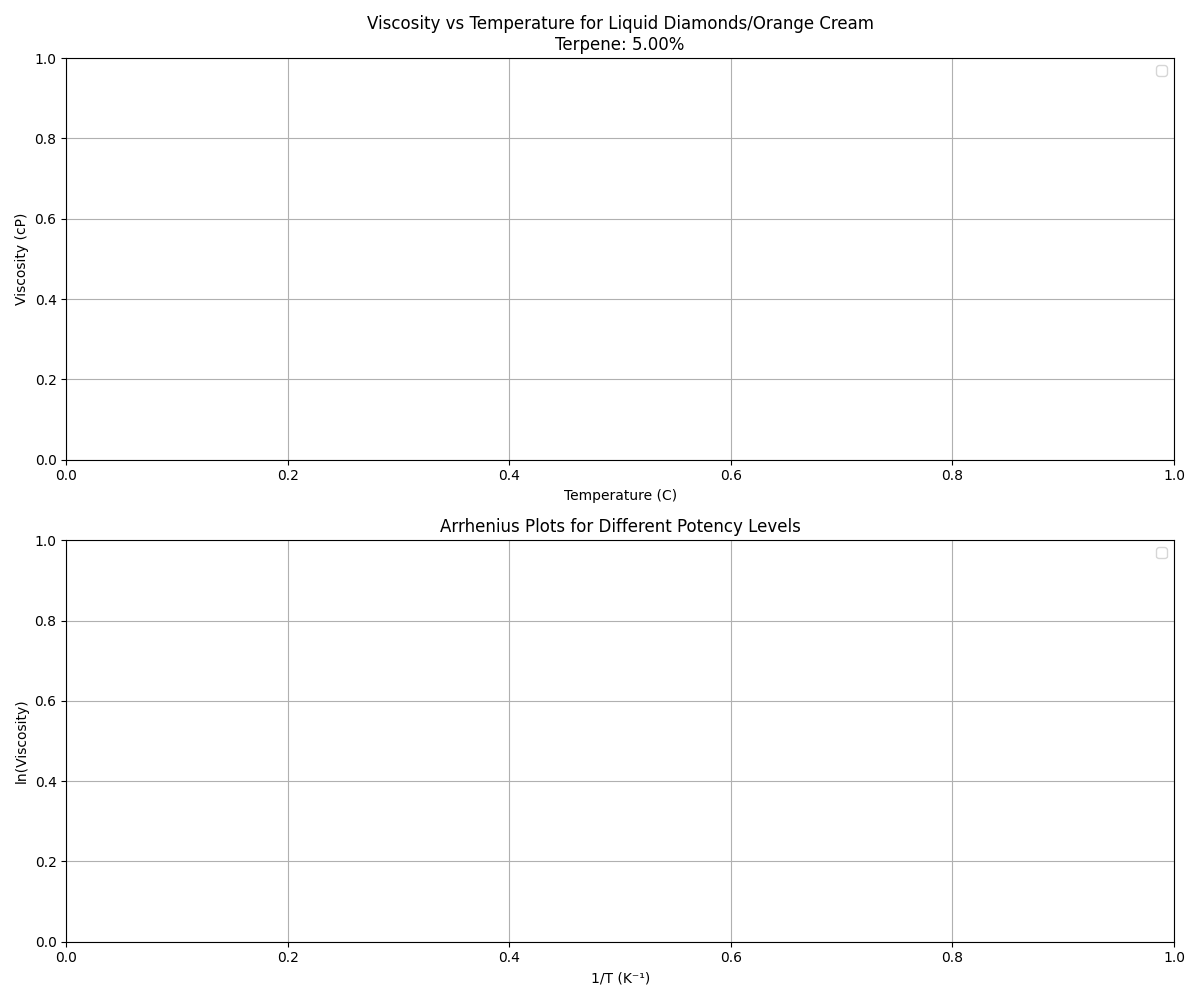 Viscosity vs Temperature for Liquid Diamonds/Orange Cream
Terpene: 5.00%
1.0
0.8
0.6
0.4
0.2
0.0
Viscosity (cP)
0.0 0.2 0.4 0.6 0.8 1.0
Temperature (C)
Arrhenius Plots for Different Potency Levels
1.0
0.8
0.6
0.4
0.2
0.0
ln(Viscosity)
0.0 0.2 0.4 0.6 0.8 1.0
1/T (K⁻¹)